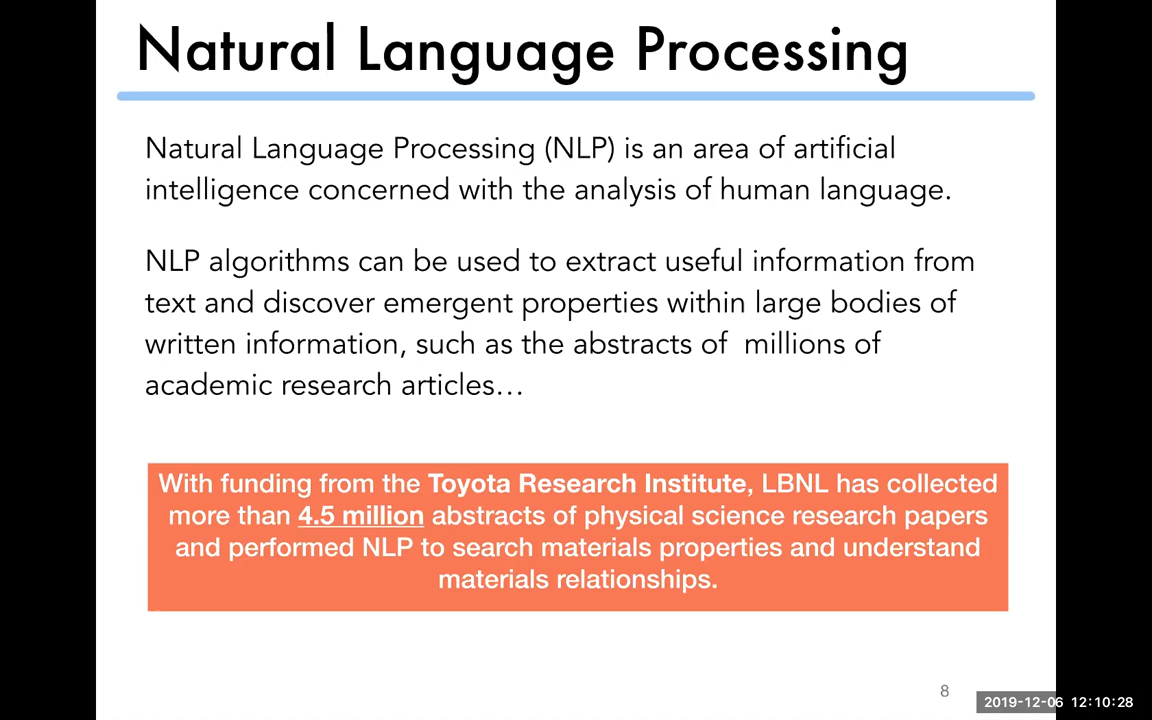 Natural Language Processing
Natural Language Processing (NLP) is an area of artificial
intelligence concerned with the analysis of human language.
NLP algorithms can be used to extract useful information from
text and discover emergent properties within large bodies of
written information, such as the abstracts of  millions of
academic research articles…
With funding from the Toyota Research Institute, LBNL has collected
more than 4.5 million abstracts of physical science research papers
and performed NLP to search materials properties and understand
materials relationships.
8
2019-12-06 12:10:28